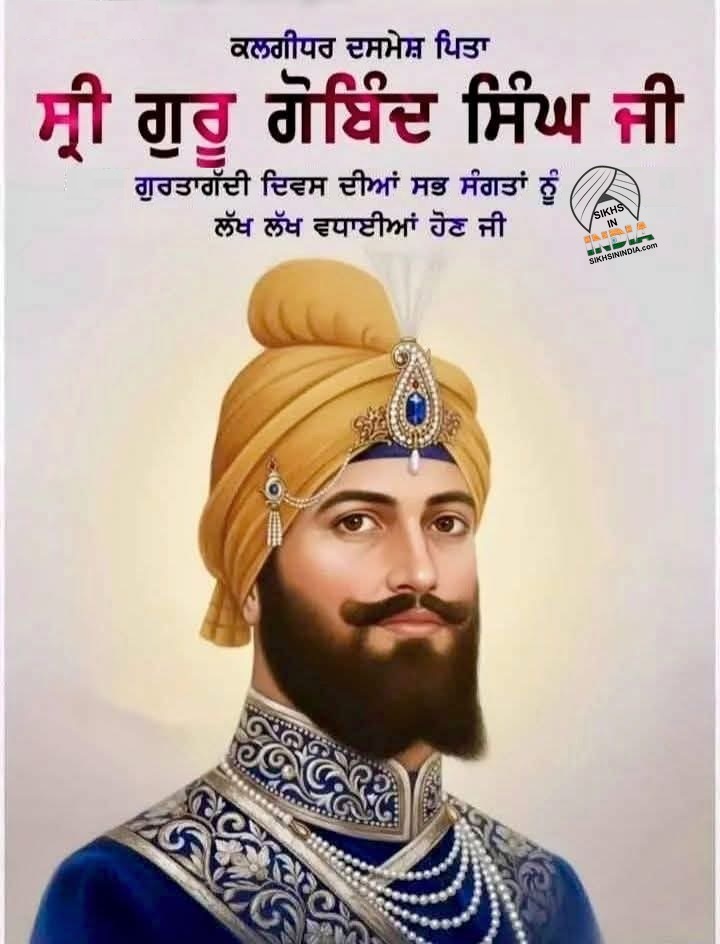 ਕਲਗੀਧਰ ਦਸਮੇਸ਼ ਪਿਤਾ
ਸ੍ਰੀ ਗੁਰੂ ਗੋਬਿੰਦ ਸਿੰਘ ਜੀ
ਗੁਰਤਾਗੱਦੀ ਦਿਵਸ ਦੀਆਂ ਸਭ ਸੰਗਤਾਂ ਨੂੰ
ਲੱਖ ਲੱਖ ਵਧਾਈਆਂ ਹੋਣ ਜੀ
SIKHS
IN
INDIA
SIKHSININDIA.com